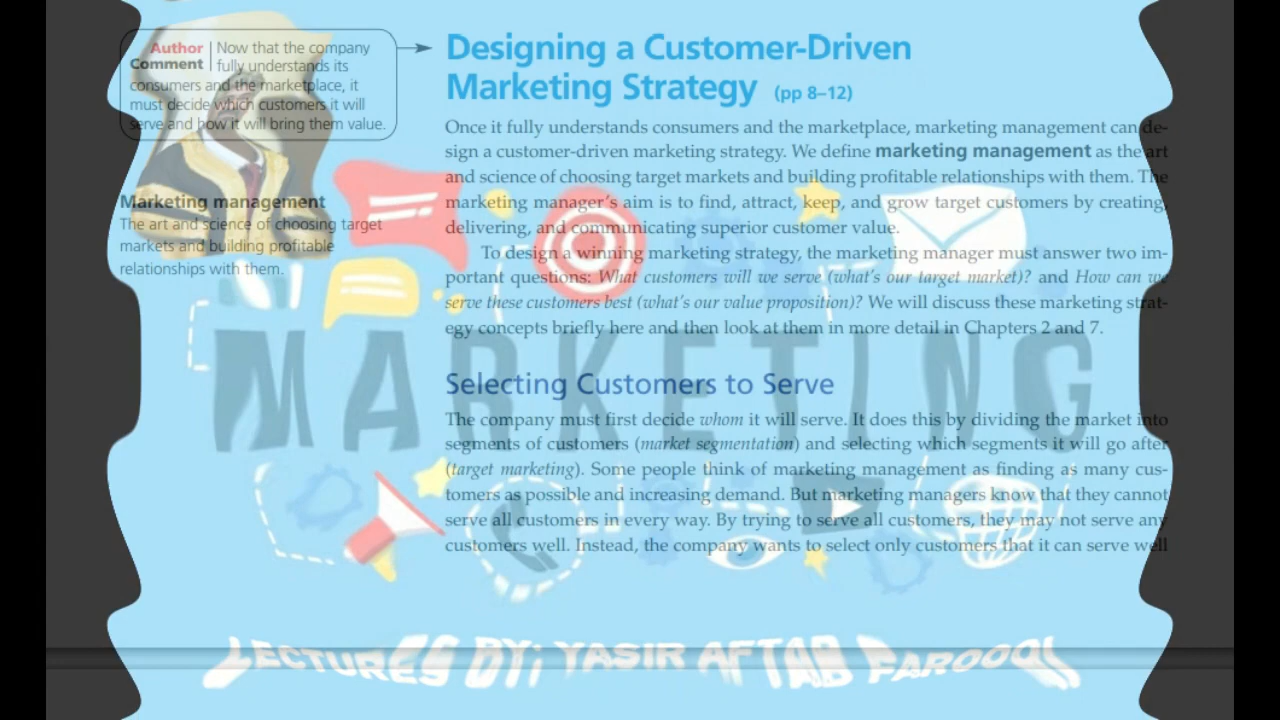 Author Comment | Now that the company
fully understands its
consumers and the marketplace, it
must decide which customers it will
serve and how it will bring them value.
Marketing management
The art and science of choosing target
markets and building profitable
relationships with them.
Designing a Customer-Driven
Marketing Strategy (pp 8–12)
Once it fully understands consumers and the marketplace, marketing management can de-
sign a customer-driven marketing strategy. We define marketing management as the art
and science of choosing target markets and building profitable relationships with them. The
marketing manager's aim is to find, attract, keep, and grow target customers by creating,
delivering, and communicating superior customer value.
To design a winning marketing strategy, the marketing manager must answer two im-
portant questions: What customers will we serve (what's our target market)? and How can we
serve these customers best (what's our value proposition)? We will discuss these marketing strat-
egy concepts briefly here and then look at them in more detail in Chapters 2 and 7.
MARKETING
Selecting Customers to Serve
The company must first decide whom it will serve. It does this by dividing the market into
segments of customers (market segmentation) and selecting which segments it will go after
(target marketing). Some people think of marketing management as finding as many cus-
tomers as possible and increasing demand. But marketing managers know that they cannot
serve all customers in every way. By trying to serve all customers, they may not serve any
customers well. Instead, the company wants to select only customers that it can serve well
LECTURES BY; YASIR AFTAB FAROOQI